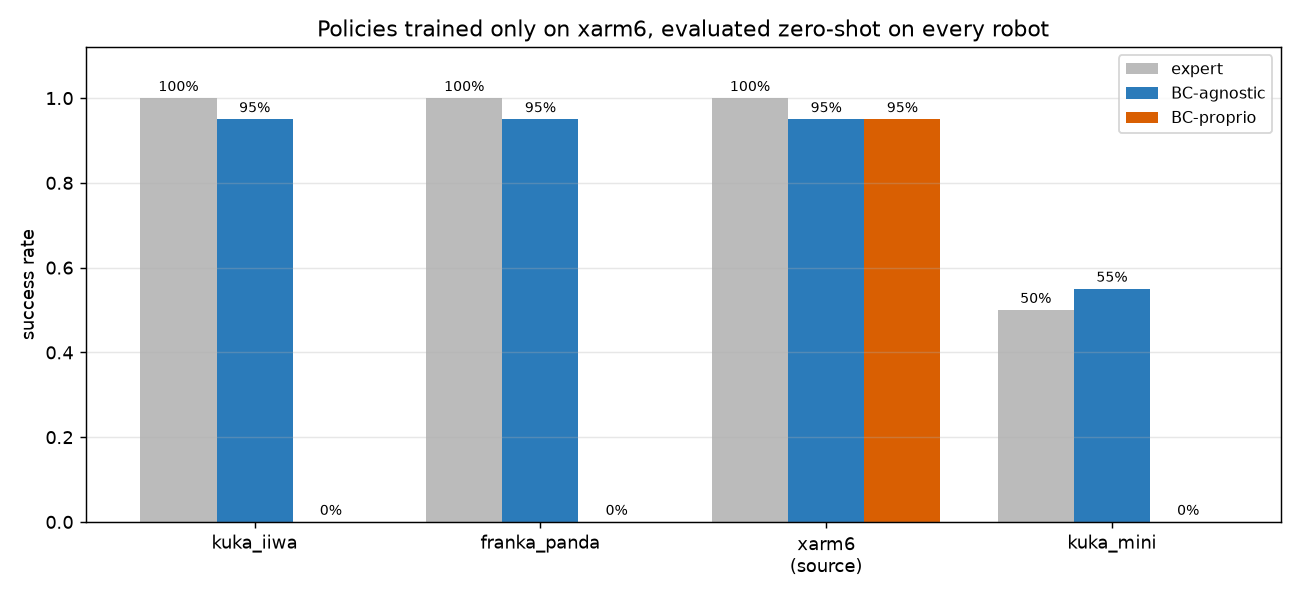 Policies trained only on xarm6, evaluated zero-shot on every robot
expert
BC-agnostic
BC-proprio
success rate
1.0
0.8
0.6
0.4
0.2
0.0
100%
95%
0%
100%
95%
0%
100%
95%
95%
50%
55%
0%
kuka_iiwa
franka_panda
xarm6
(source)
kuka_mini